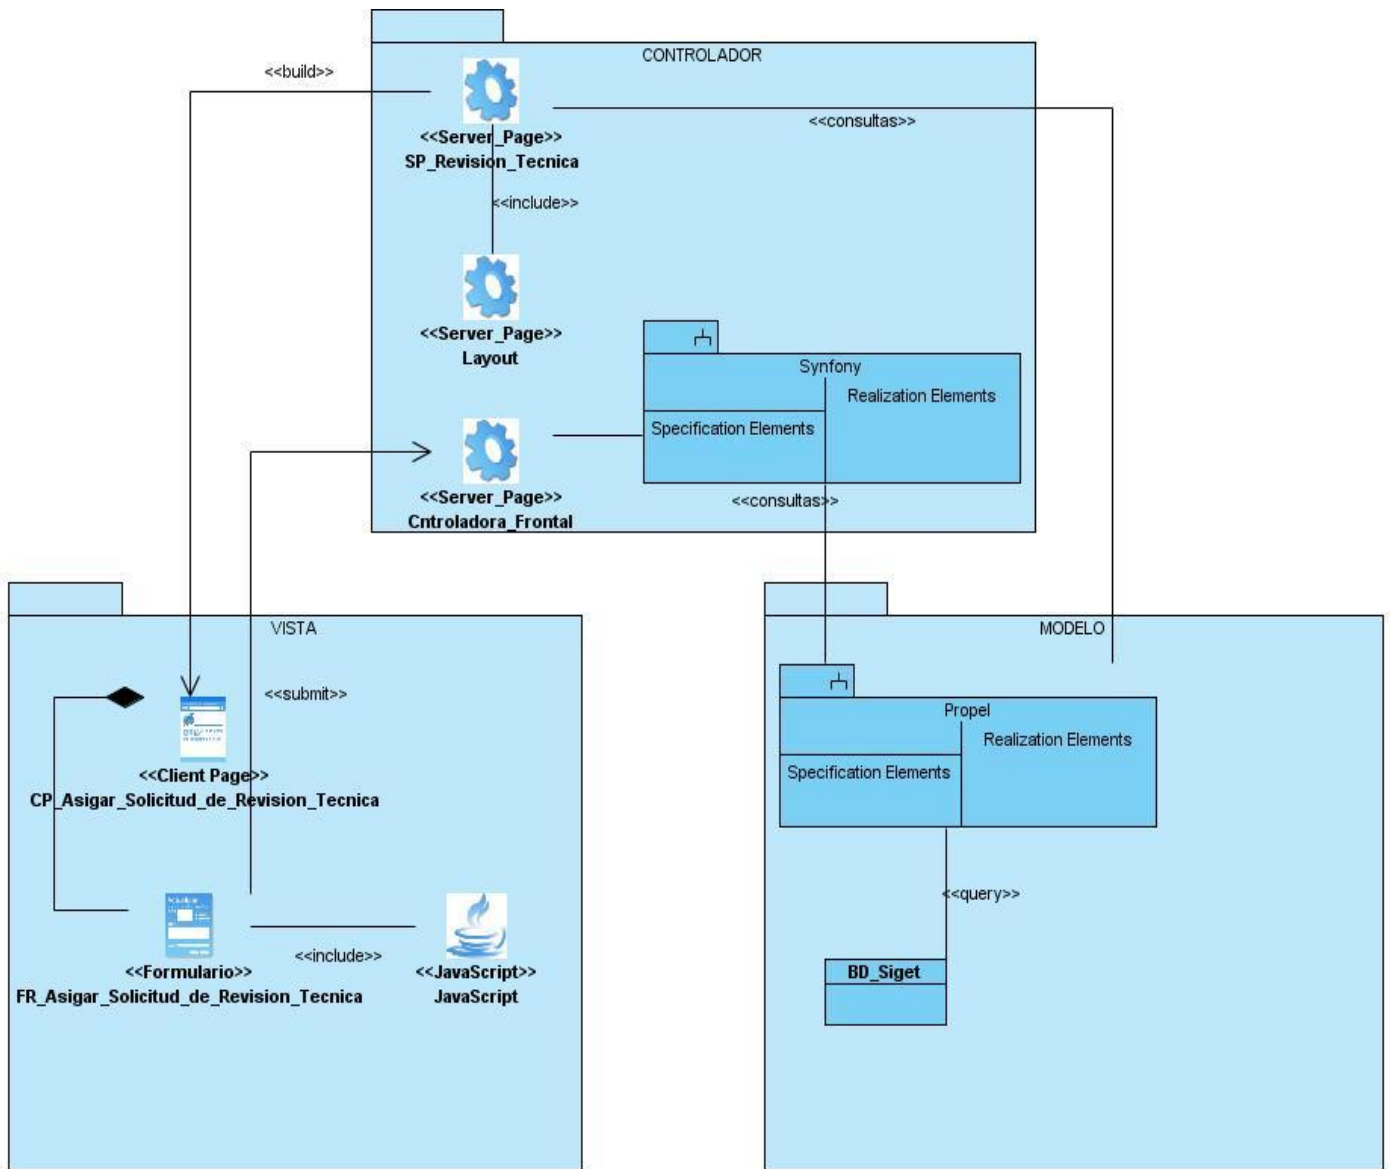 CONTROLADOR
<<build>>
<<consultas>>
<<Server_Page>>
SP_Revision_Tecnica
<<include>>
<<Server_Page>>
Layout
Synfony
Realization Elements
Specification Elements
<<Server_Page>>
Cntroladora_Frontal
<<consultas>>
VISTA
<<submit>>
<<Client Page>>
CP_Asigar_Solicitud_de_Revision_Tecnica
<<include>>
<<Formulario>>
FR_Asigar_Solicitud_de_Revision_Tecnica
<<JavaScript>>
JavaScript
MODELO
Propel
Realization Elements
Specification Elements
<<query>>
BD_Siget